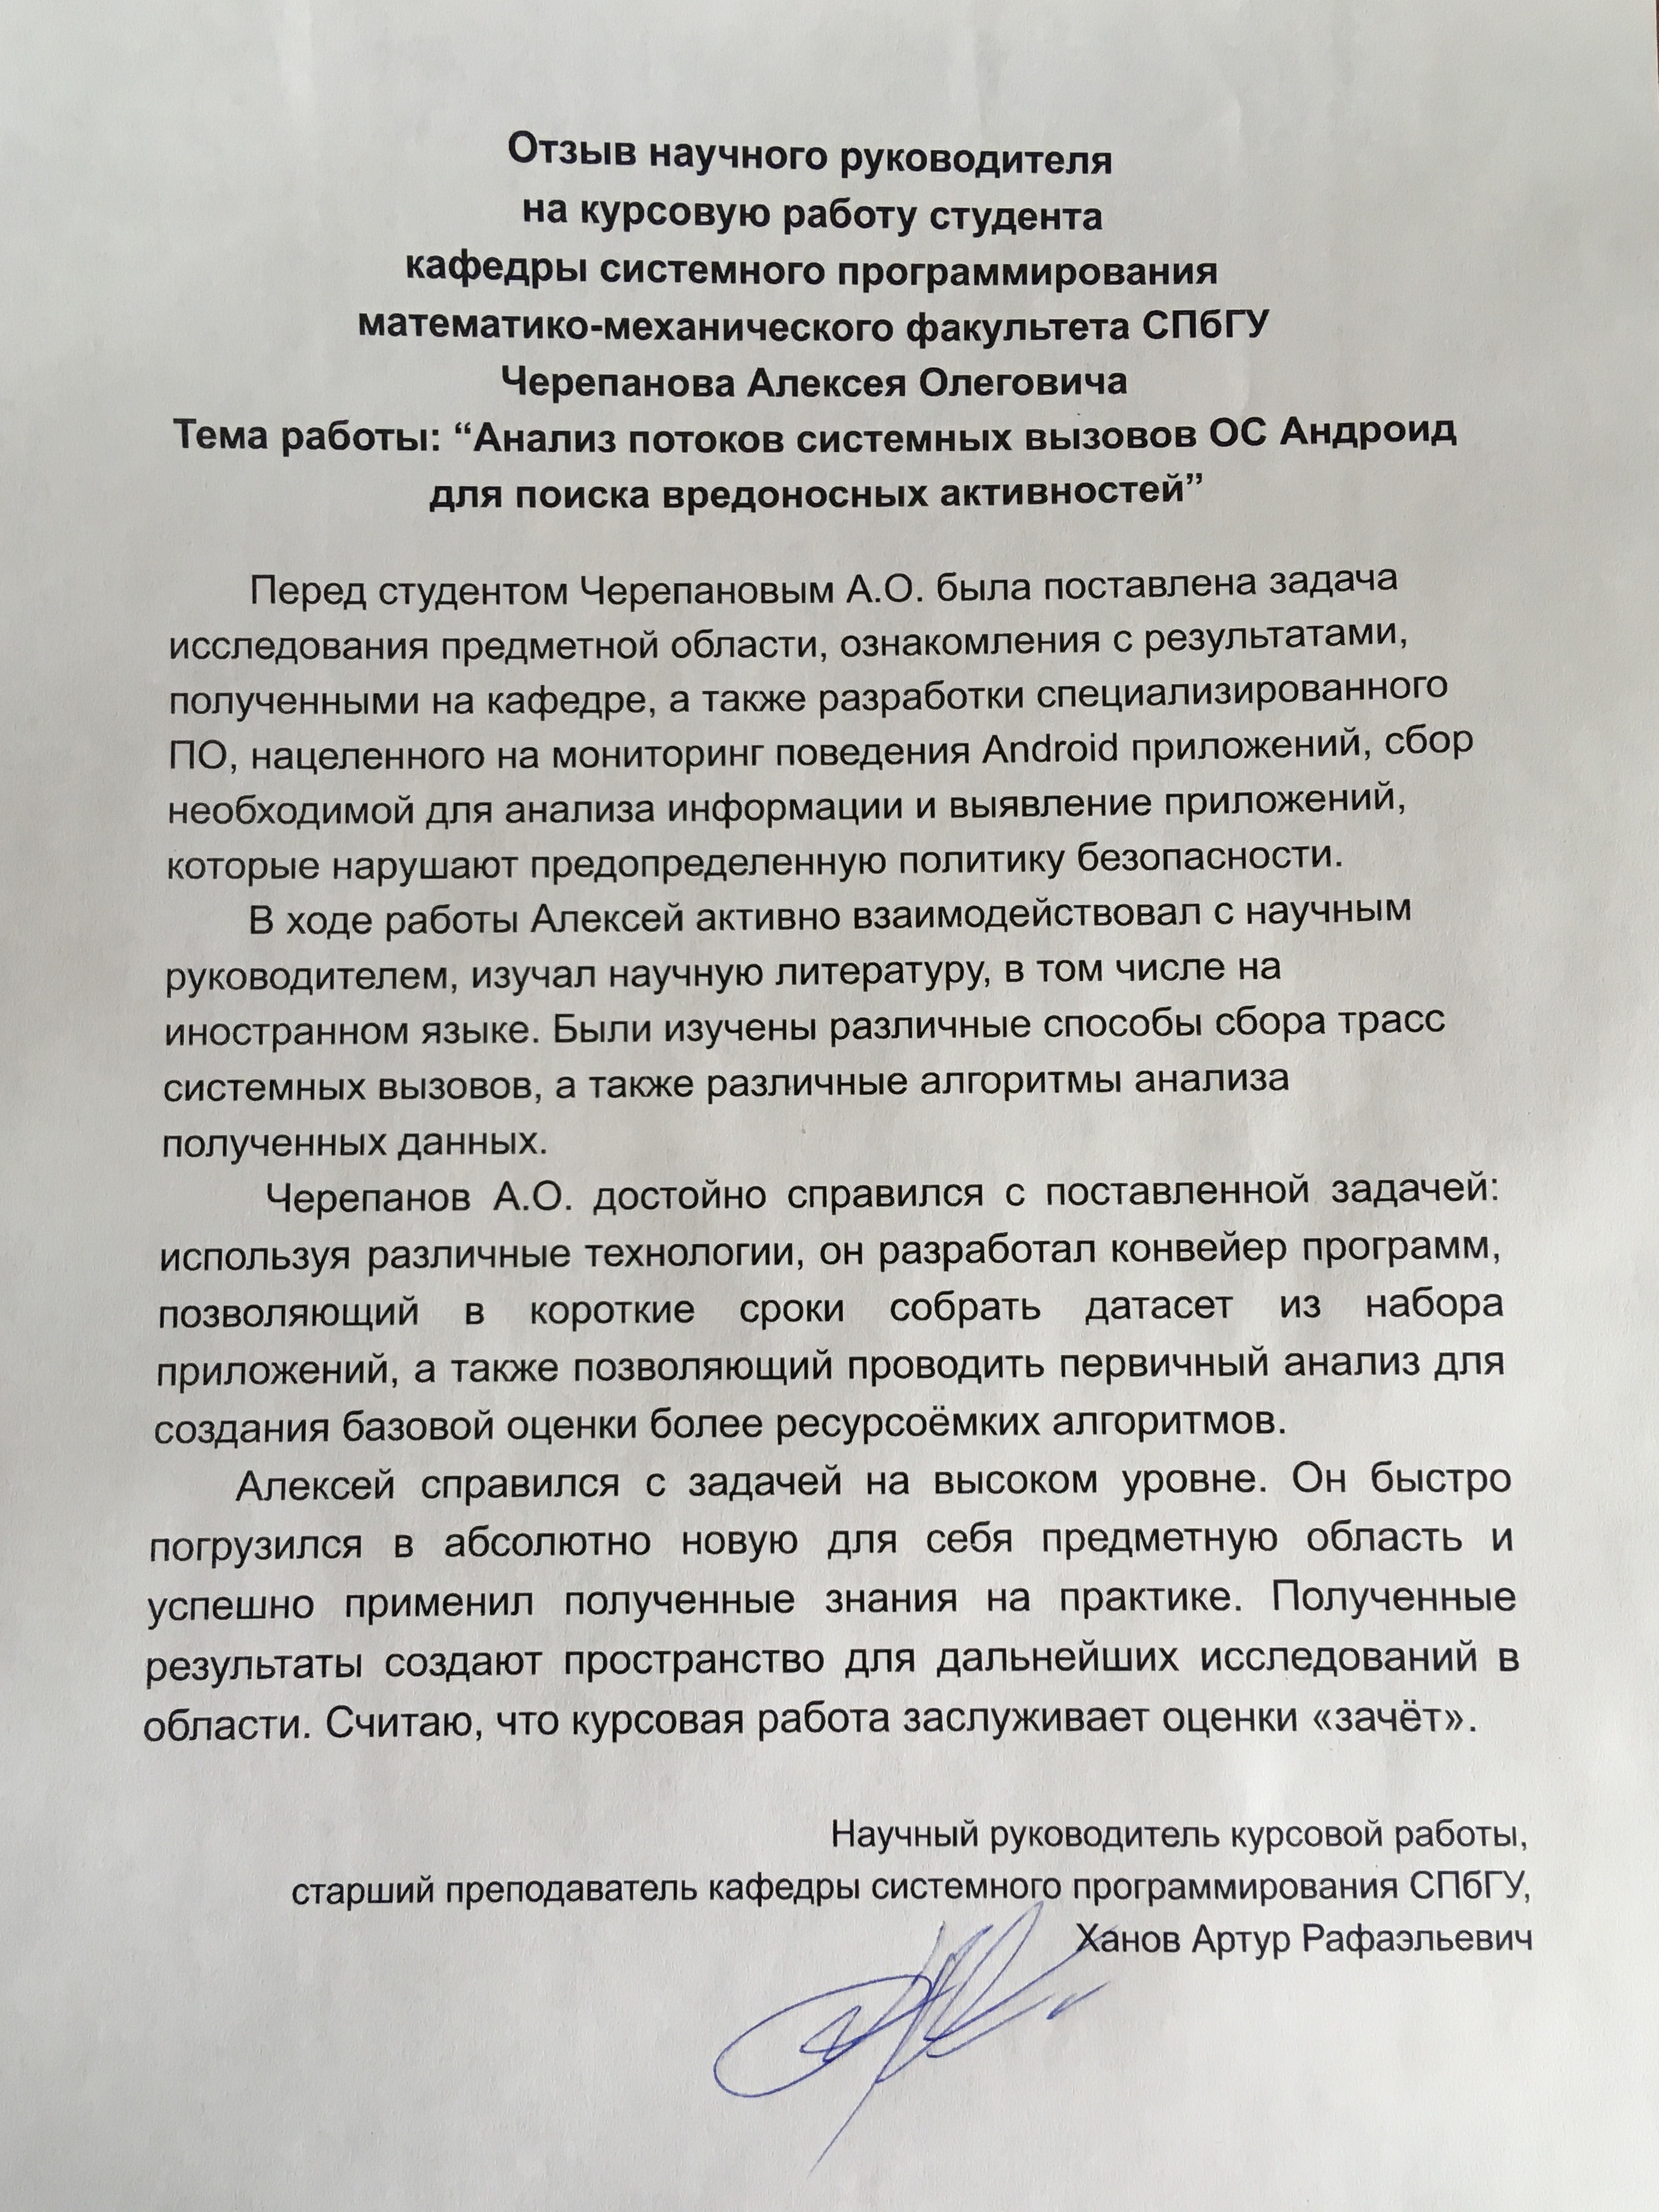 Отзыв научного руководителя
на курсовую работу студента
кафедры системного программирования
математико-механического факультета СПбГУ
Черепанова Алексея Олеговича
Тема работы: “Анализ потоков системных вызовов ОС Андроид
для поиска вредоносных активностей”
Перед студентом Черепановым А.О. была поставлена задача
исследования предметной области, ознакомления с результатами,
полученными на кафедре, а также разработки специализированного
ПО, нацеленного на мониторинг поведения Android приложений, сбор
необходимой для анализа информации и выявление приложений,
которые нарушают предопределенную политику безопасности.
В ходе работы Алексей активно взаимодействовал с научным
руководителем, изучал научную литературу, в том числе на
иностранном языке. Были изучены различные способы сбора трасс
системных вызовов, а также различные алгоритмы анализа
полученных данных.
Черепанов А.О. достойно справился с поставленной задачей:
используя различные технологии, он разработал конвейер программ,
позволяющий в короткие сроки собрать датасет из набора
приложений, а также позволяющий проводить первичный анализ для
создания базовой оценки более ресурсоёмких алгоритмов.
Алексей справился с задачей на высоком уровне. Он быстро
погрузился в абсолютно новую для себя предметную область и
успешно применил полученные знания на практике. Полученные
результаты создают пространство для дальнейших исследований в
области. Считаю, что курсовая работа заслуживает оценки «зачёт».
Научный руководитель курсовой работы,
старший преподаватель кафедры системного программирования СПбГУ,
Ханов Артур Рафаэльевич